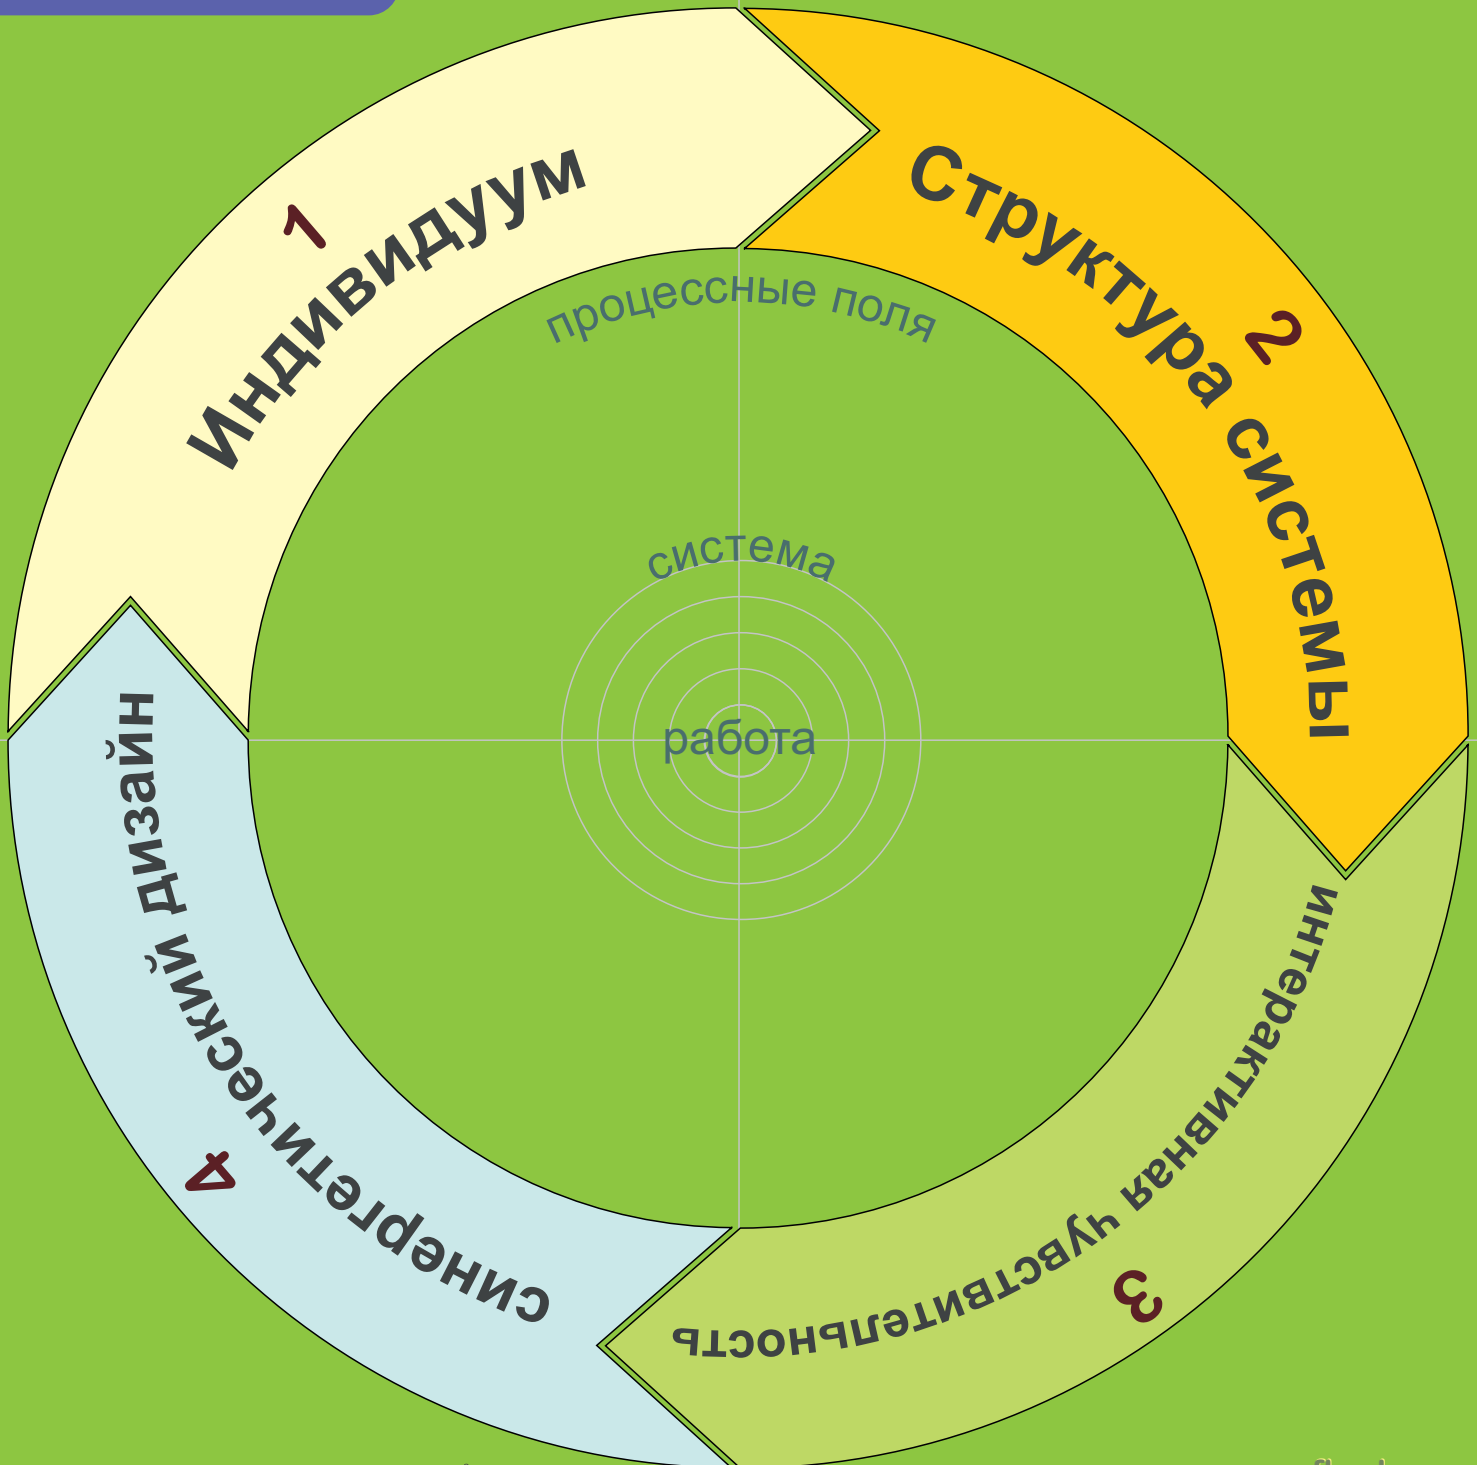 1
Индивидуум
2
Структура системы
3
интерактивная чувствительность
4
синергетический дизайн
процессные поля
система
работа